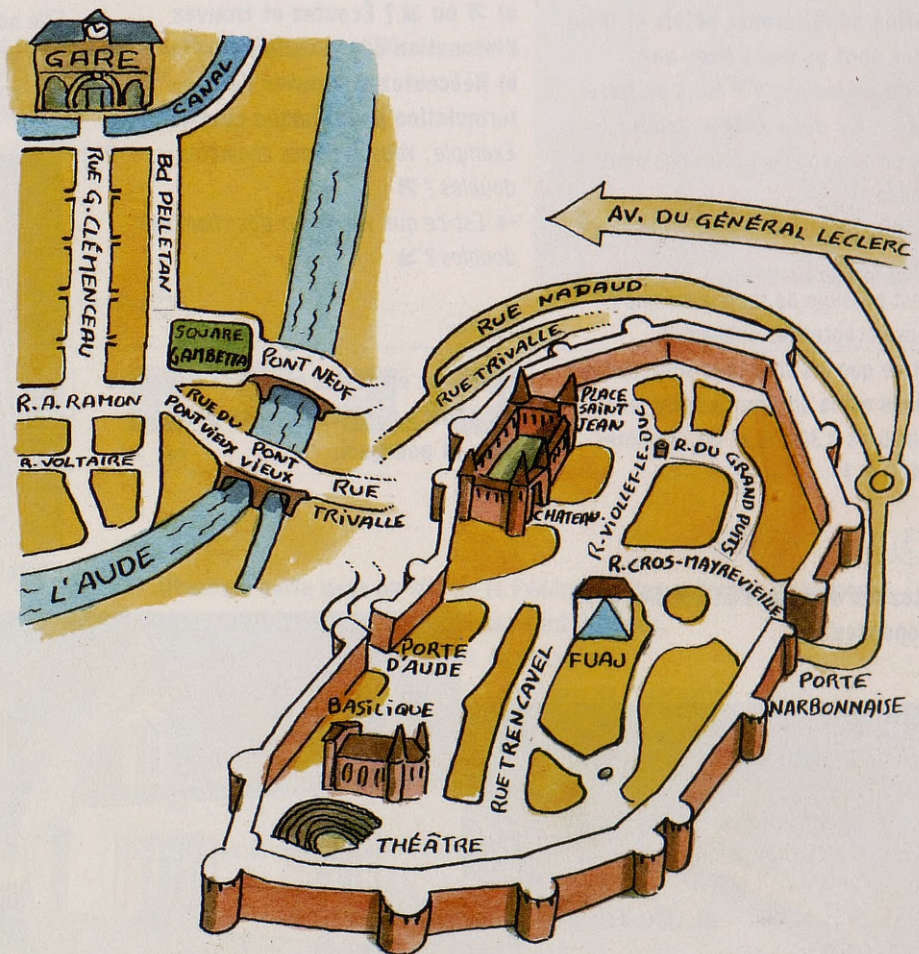 GARE
CANAL
RUE G. CLÉMENCEAU
Bd PELLETAN
AV. DU GÉNÉRAL LECLERC
RUE NADAUD
RUE TRIVALLE
SQUARE
GAMBETTA
PONT NEUF
R. A. RAMON
RUE DU
PONT VIEUX
PONT
VIEUX
RUE
TRIVALLE
R. VOLTAIRE
L'AUDE
PLACE
SAINT
JEAN
R. VIOLLET-LE-DUC
R. DU GRAND PUITS
CHATEAU
R. CROS-MAYREVIEILLE
PORTE
D'AUDE
FUAJ
PORTE
NARBONNAISE
BASILIQUE
RUE TRENCAVEL
THÉÂTRE